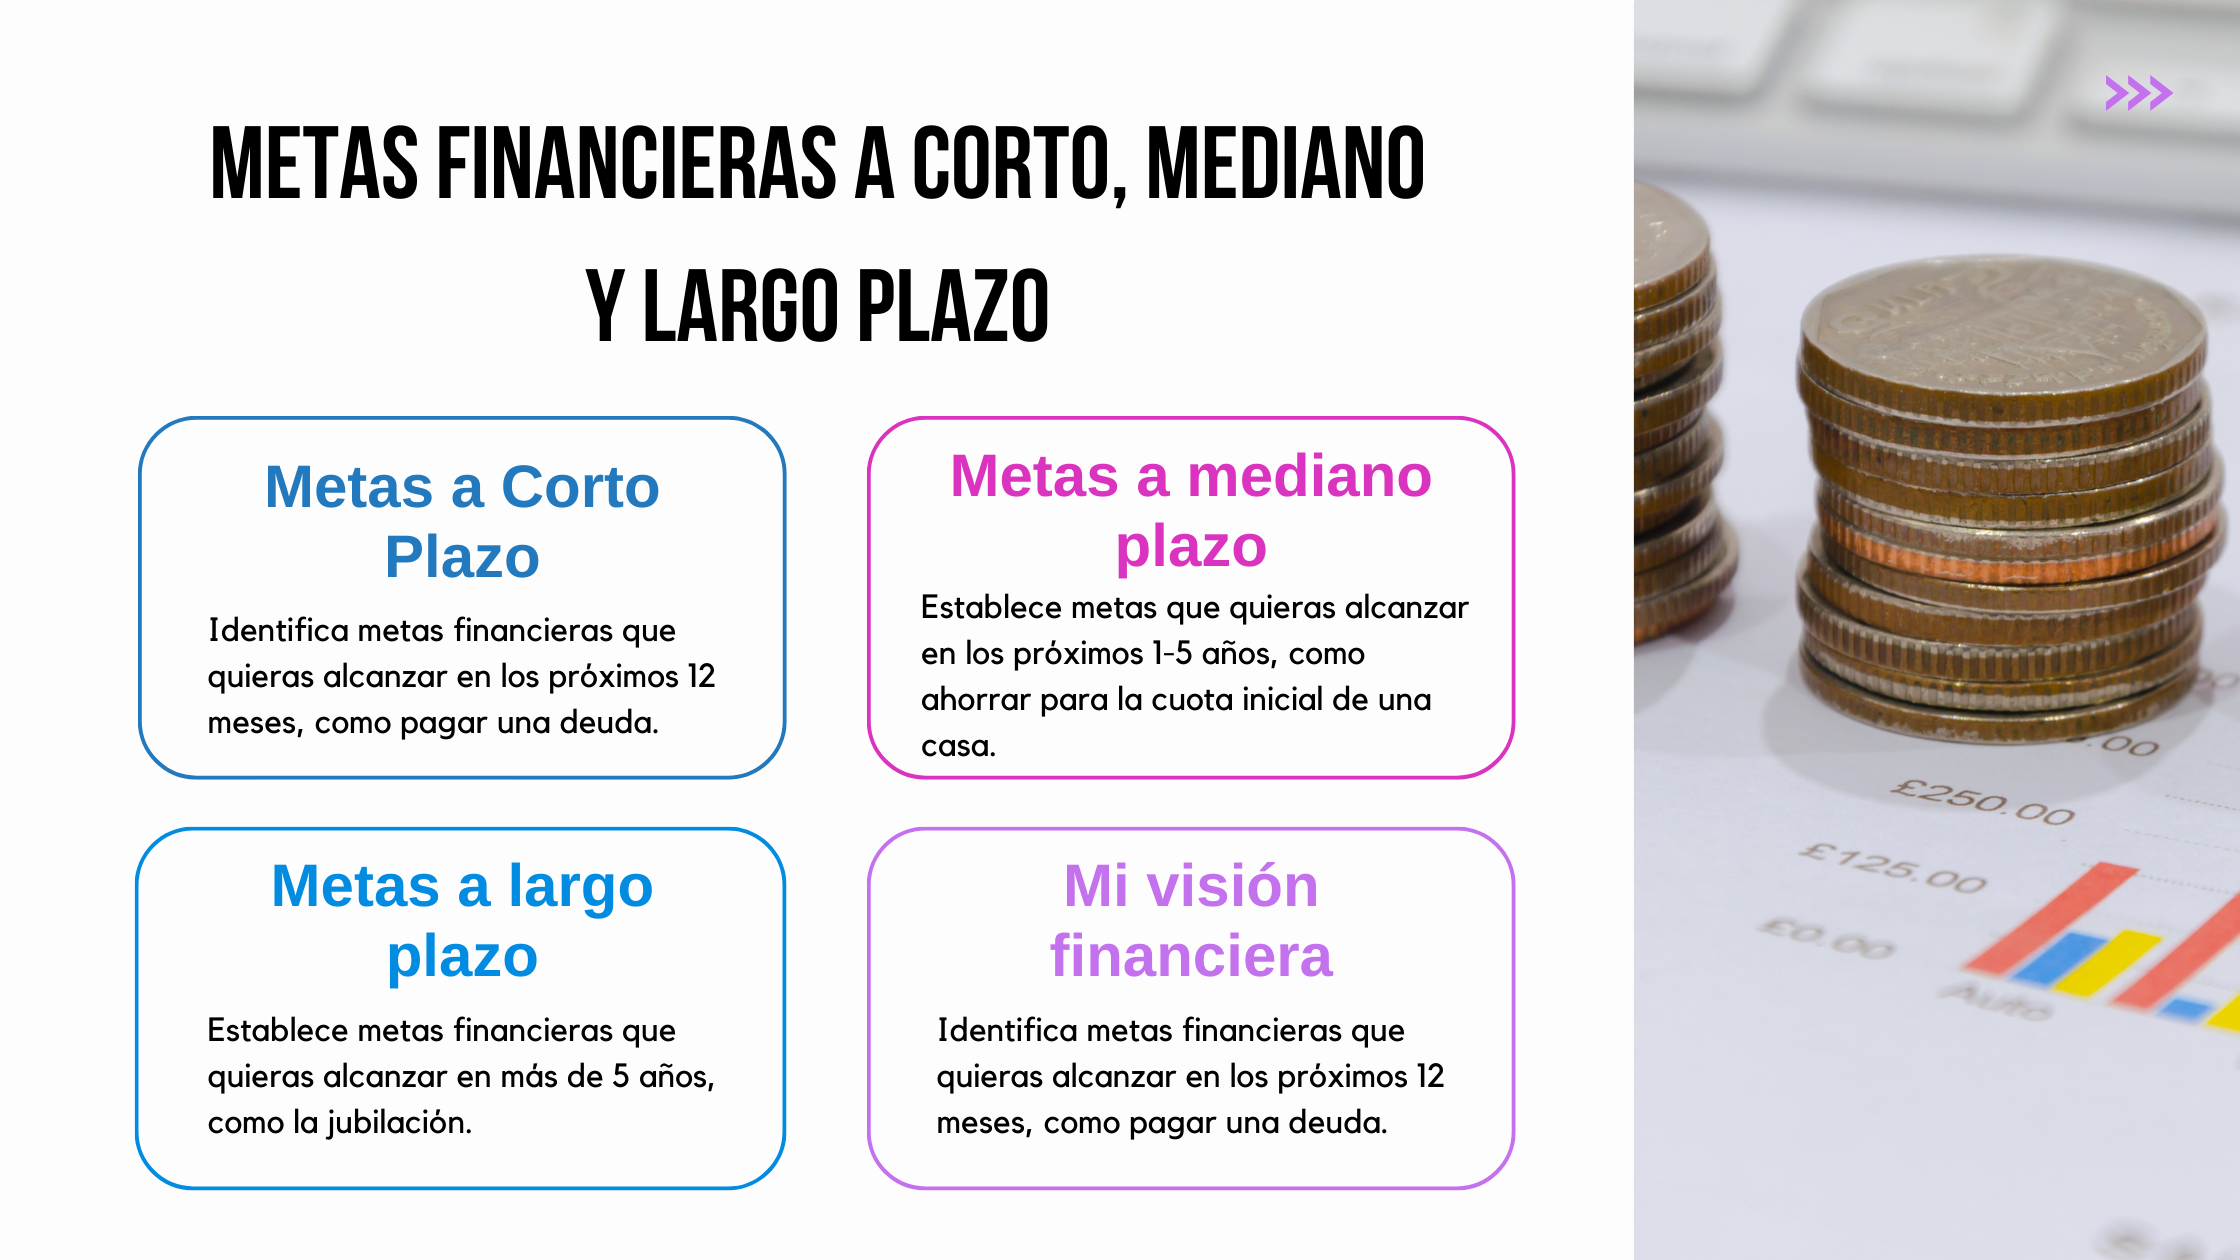 METAS FINANCIERAS A CORTO, MEDIANO
Y LARGO PLAZO
Metas a Corto
Plazo
Identifica metas financieras que
quieras alcanzar en los próximos 12
meses, como pagar una deuda.
Metas a mediano
plazo
Establece metas que quieras alcanzar
en los próximos 1-5 años, como
ahorrar para la cuota inicial de una
casa.
Metas a largo
plazo
Establece metas financieras que
quieras alcanzar en más de 5 años,
como la jubilación.
Mi visión
financiera
Identifica metas financieras que
quieras alcanzar en los próximos 12
meses, como pagar una deuda.
£250.00
£125.00
£0.00
Auto